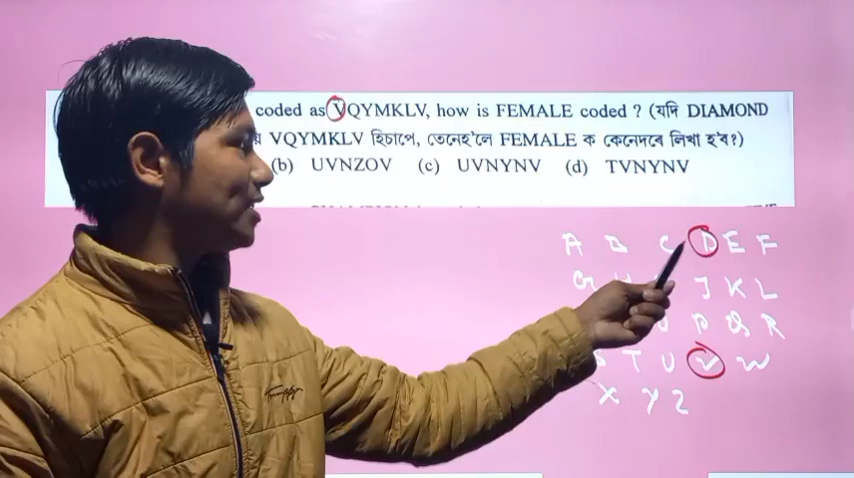 coded as VQYMKLV, how is FEMALE coded ? (যদি DIAMOND
VQYMKLV হিচাপে, তেনেহ'লে FEMALE ক কেনেদৰে লিখা হ'ব?)
(b) UVNZOV (c) UVNYNV (d) TVNYNV
A B C D E F
G J K L
P Q R
T U V W
X Y Z